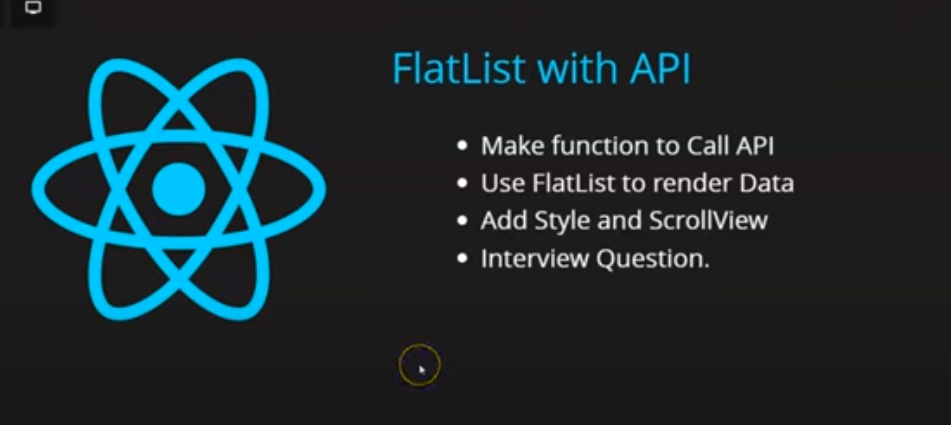 FlatList with API
Make function to Call API
Use FlatList to render Data
Add Style and ScrollView
Interview Question.